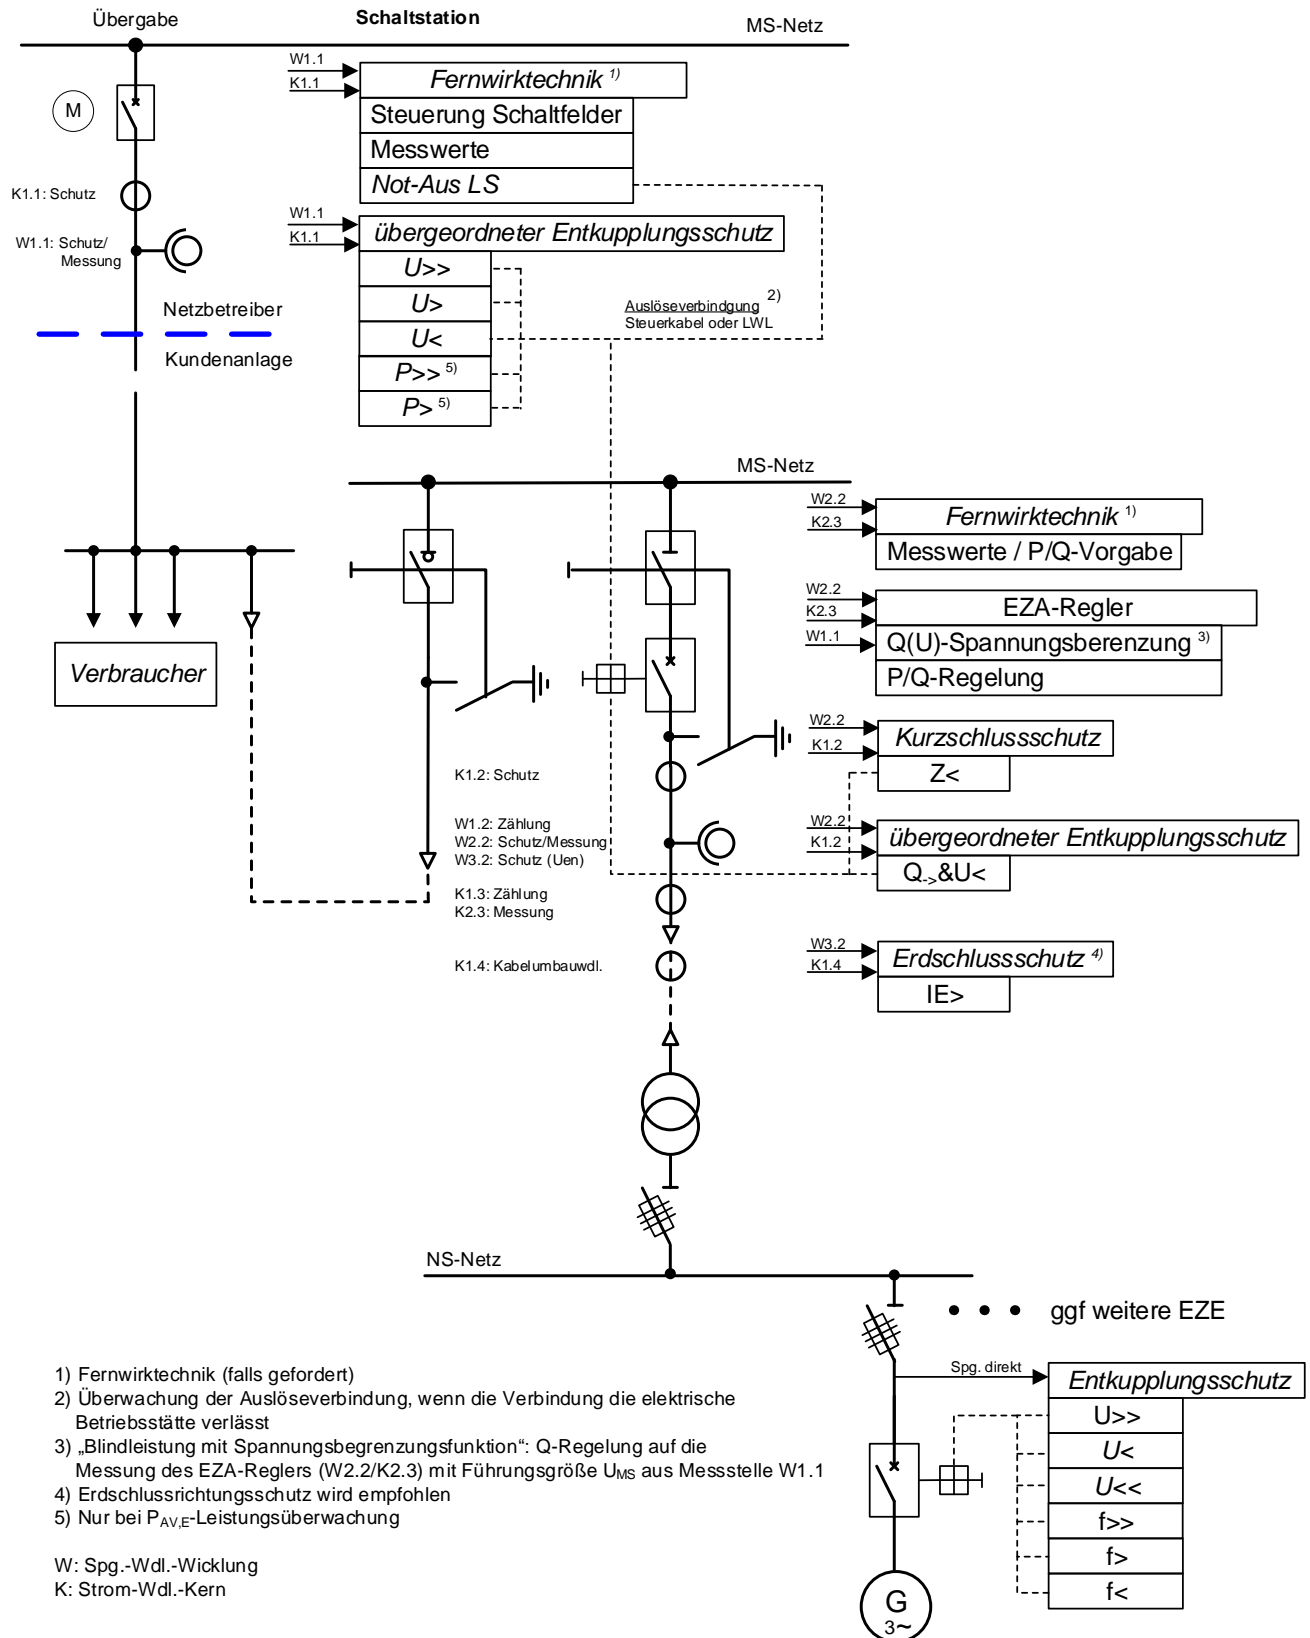 Übergabe
Schaltstation
MS-Netz
M
K1.1: Schutz
W1.1: Schutz/
Messung
Netzbetreiber
Kundenanlage
W1.1
K1.1
Fernwirktechnik 1)
Steuerung Schaltfelder
Messwerte
Not-Aus LS
W1.1
K1.1
übergeordneter Entkupplungsschutz
U>>
U>
U<
P>> 5)
P> 5)
Auslöseverbindgung 2)
Steuerkabel oder LWL
MS-Netz
Verbraucher
K1.2: Schutz
W1.2: Zählung
W2.2: Schutz/Messung
W3.2: Schutz (Uen)
K1.3: Zählung
K2.3: Messung
K1.4: Kabelumbauwdl.
W2.2
K2.3
Fernwirktechnik 1)
Messwerte / P/Q-Vorgabe
W2.2
K2.3
W1.1
EZA-Regler
Q(U)-Spannungsberenzung 3)
P/Q-Regelung
W2.2
K1.2
Kurzschlussschutz
Z<
W2.2
K1.2
übergeordneter Entkupplungsschutz
Q->&U<
W3.2
K1.4
Erdschlussschutz 4)
IE>
NS-Netz
ggf weitere EZE
Spg. direkt
Entkupplungsschutz
U>>
U<
U<<
f>>
f>
f<
G
3~
1) Fernwirktechnik (falls gefordert)
2) Überwachung der Auslöseverbindung, wenn die Verbindung die elektrische
Betriebsstätte verlässt
3) „Blindleistung mit Spannungsbegrenzungsfunktion“: Q-Regelung auf die
Messung des EZA-Reglers (W2.2/K2.3) mit Führungsgröße UMS aus Messstelle W1.1
4) Erdschlussrichtungsschutz wird empfohlen
5) Nur bei PAV,E-Leistungsüberwachung
W: Spg.-Wdl.-Wicklung
K: Strom-Wdl.-Kern